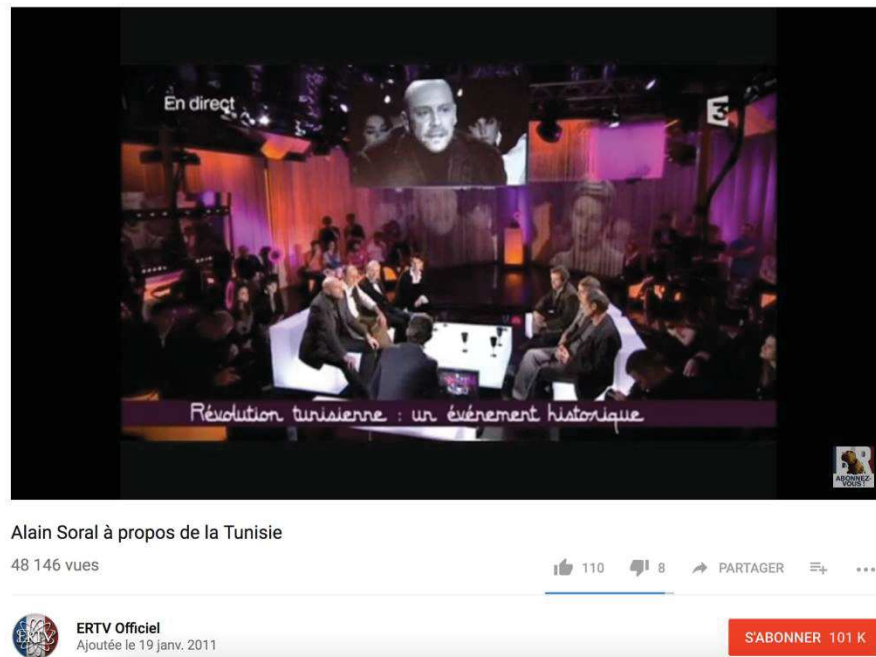 En direct
3
Révolution tunisienne : un événement historique
ABONNEZ-
VOUS !
Alain Soral à propos de la Tunisie
48 146 vues
110
8
PARTAGER
ERTV
ERTV Officiel
Ajoutée le 19 janv. 2011
S'ABONNER 101 K